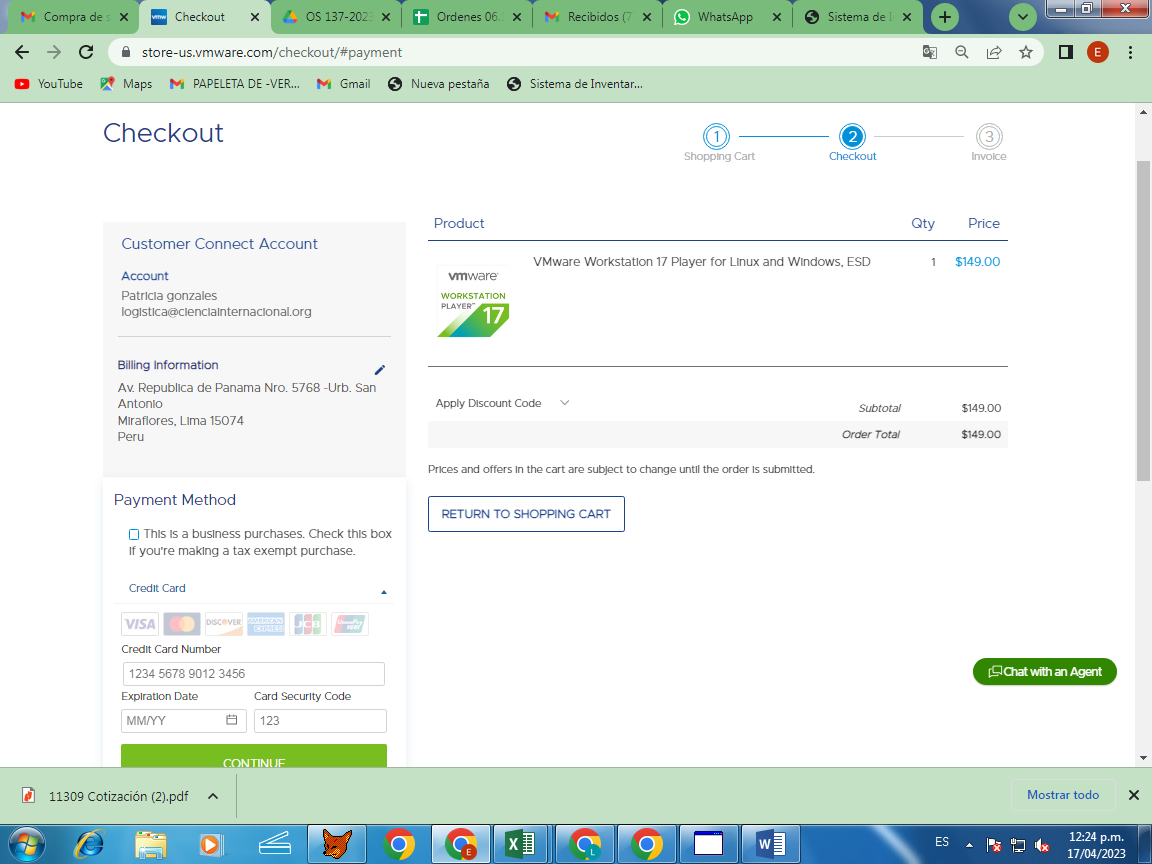 Compra de s
Checkout
OS 137-2023
Ordenes 06.
Recibidos (7
WhatsApp
Sistema de I
store-us.vmware.com/checkout/#payment
E
YouTube
Maps
PAPELETA DE -VER...
Gmail
Nueva pestaña
Sistema de Inventar...
Checkout
1
2
3
Shopping Cart
Checkout
Invoice
Customer Connect Account
Account
Patricia gonzales
logistica@cienciainternacional.org
Billing Information
Av. Republica de Panama Nro. 5768 -Urb. San
Antonio
Miraflores, Lima 15074
Peru
Product Qty Price
vmware
WORKSTATION
PLAYER™
17
VMware Workstation 17 Player for Linux and Windows, ESD 1 $149.00
Apply Discount Code
Subtotal $149.00
Order Total $149.00
Prices and offers in the cart are subject to change until the order is submitted.
RETURN TO SHOPPING CART
Payment Method
This is a business purchases. Check this box
if you're making a tax exempt purchase.
Credit Card
VISA
DISCOVER
AMERICAN
EXPRESS
JCB
UnionPay
Credit Card Number
1234 5678 9012 3456
Expiration Date Card Security Code
MM/YY 123
CONTINUE
Chat with an Agent
11309 Cotización (2).pdf
Mostrar todo
E
L
ES
12:24 p.m.
17/04/2023